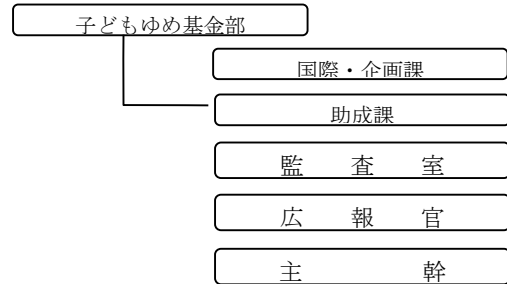 子どもゆめ基金部
国際・企画課
助成課
監　査　室
広　報　官
主　　　幹